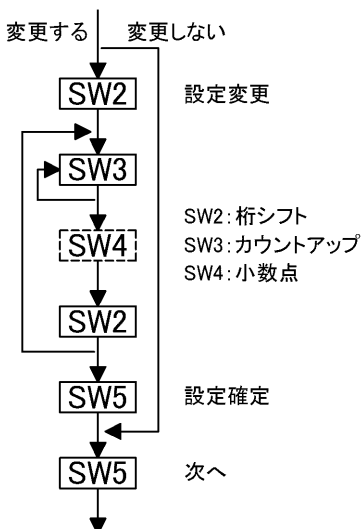 変更する 変更しない
SW2 設定変更
SW3
SW2:桁シフト
SW4 SW3:カウントアップ
SW4:小数点
SW2
SW5 設定確定
SW5 次へ